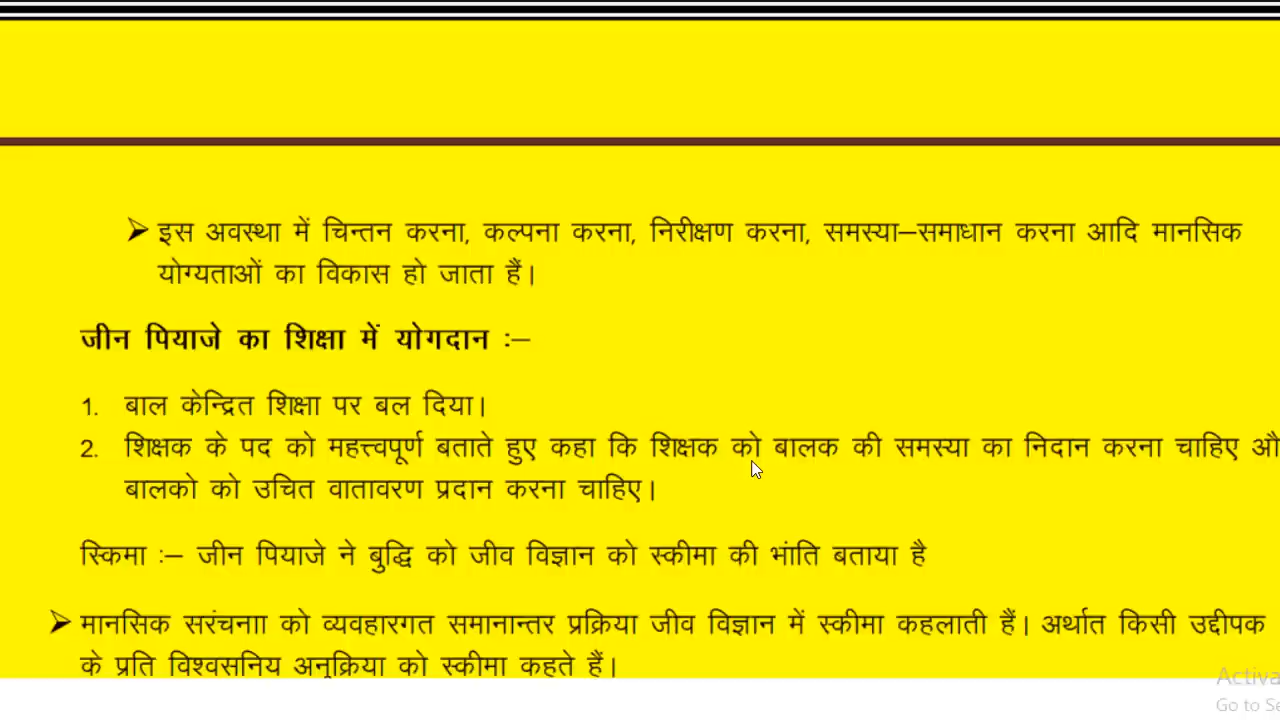 ➢ इस अवस्था में चिन्तन करना, कल्पना करना, निरीक्षण करना, समस्या–समाधान करना आदि मानसिक
योग्यताओं का विकास हो जाता हैं।
जीन पियाजे का शिक्षा में योगदान :–
1. बाल केन्द्रित शिक्षा पर बल दिया।
2. शिक्षक के पद को महत्त्वपूर्ण बताते हुए कहा कि शिक्षक को बालक की समस्या का निदान करना चाहिए
बालको को उचित वातावरण प्रदान करना चाहिए।
स्किमा :– जीन पियाजे ने बुद्धि को जीव विज्ञान को स्कीमा की भांति बताया है
➢ मानसिक सरंचनाा को व्यवहारगत समानान्तर प्रक्रिया जीव विज्ञान में स्कीमा कहलाती हैं। अर्थात किसी उद्दीपक
के प्रति विश्वसनिय अनुक्रिया को स्कीमा कहते हैं।
Go to